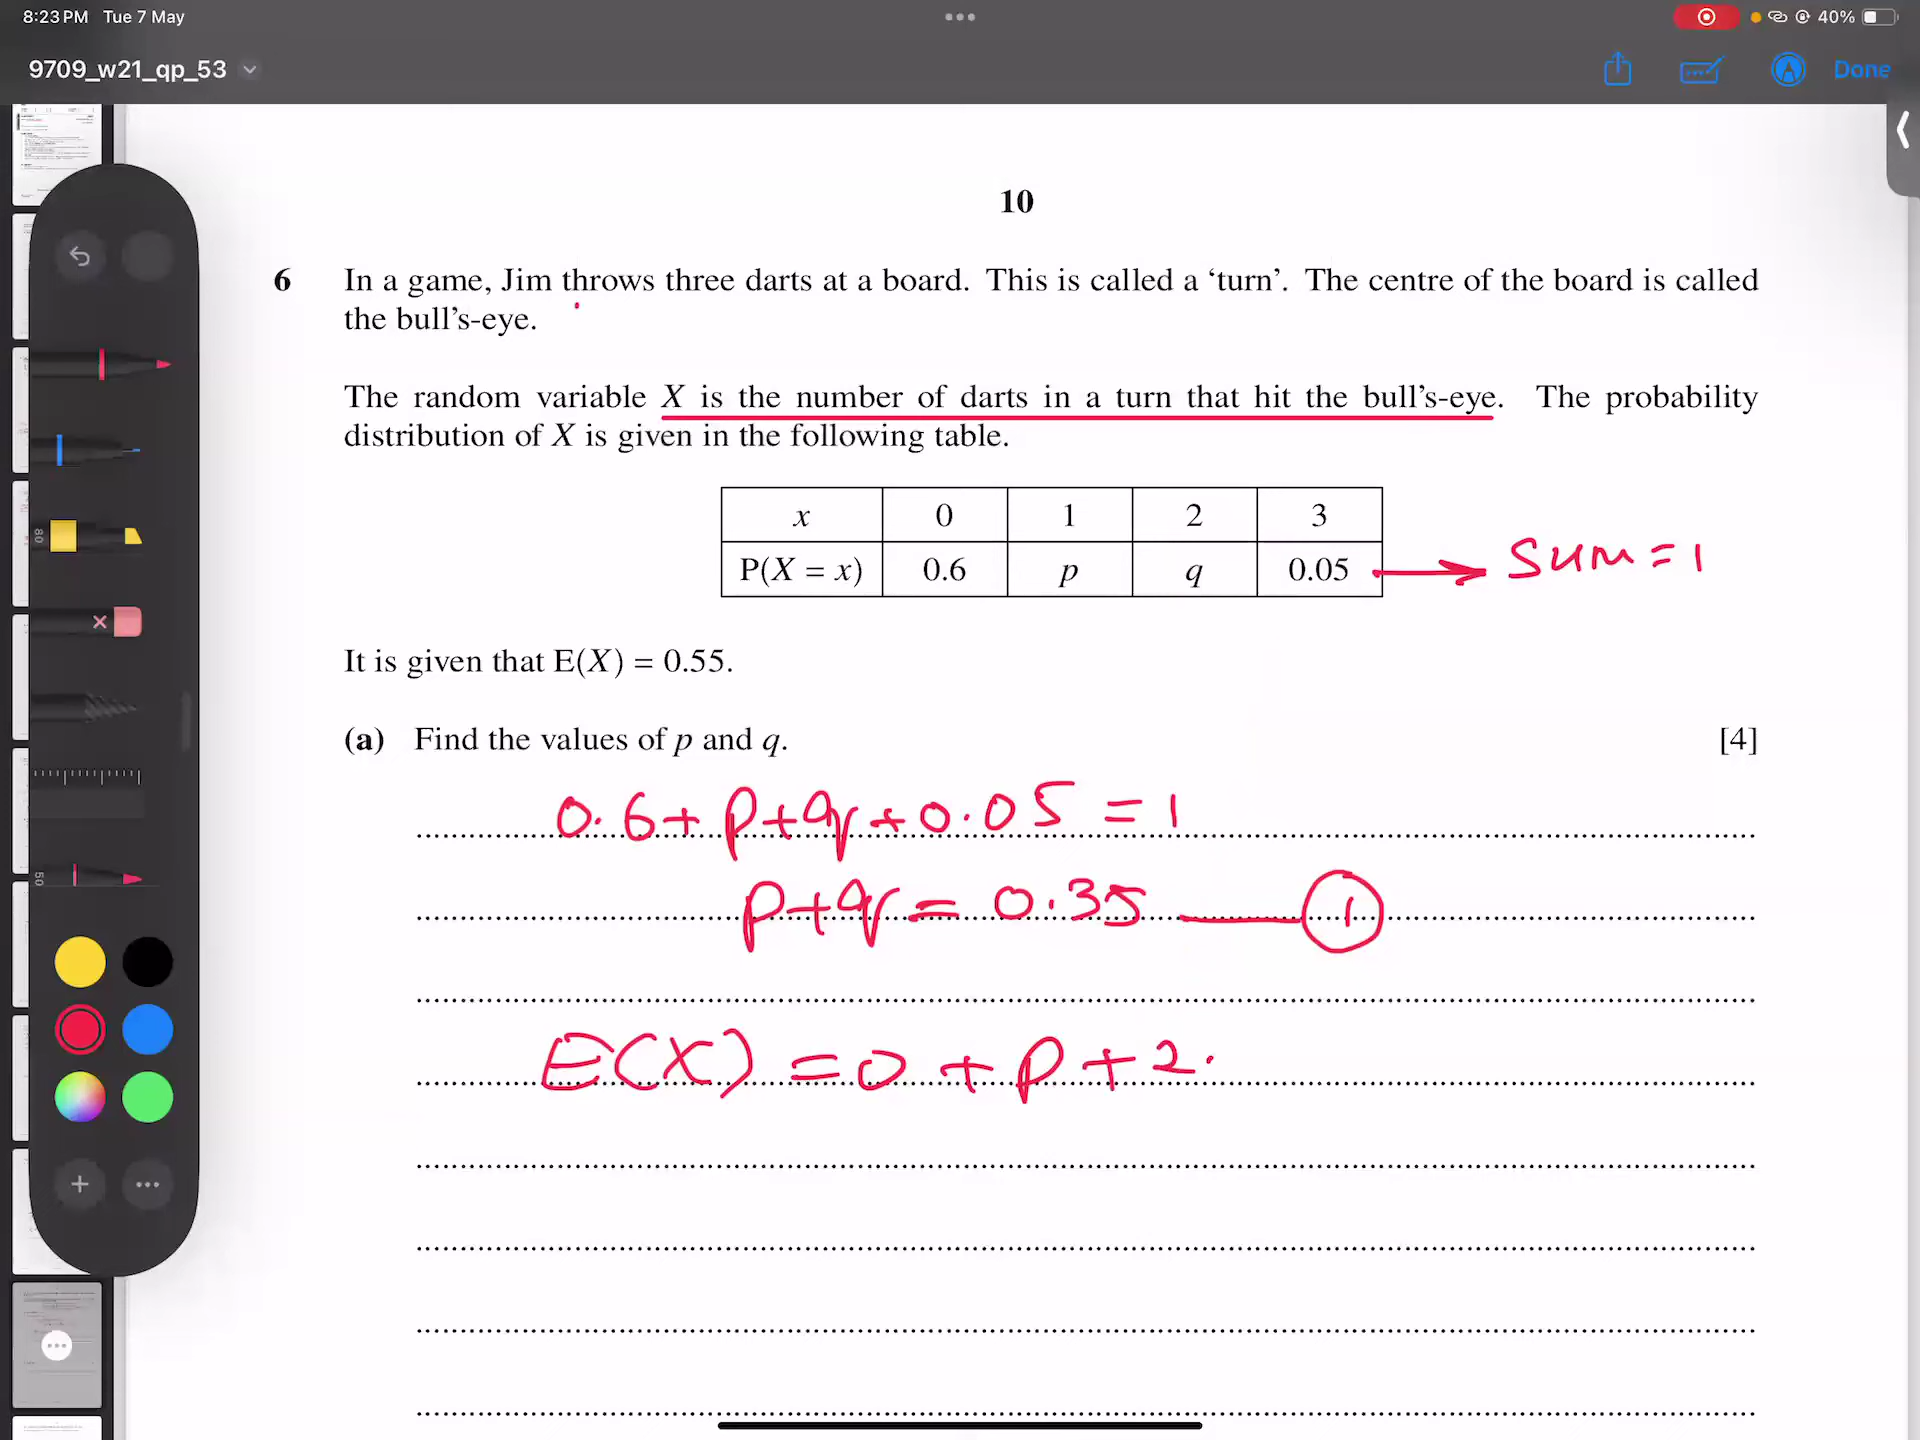 8:23 PM Tue 7 May
40%
9709_w21_qp_53
Done
10
6 In a game, Jim throws three darts at a board. This is called a ‘turn’. The centre of the board is called
the bull’s-eye.
The random variable X is the number of darts in a turn that hit the bull’s-eye. The probability
distribution of X is given in the following table.
x 0 1 2 3
P(X = x) 0.6 p q 0.05
Sum = 1
It is given that E(X) = 0.55.
(a) Find the values of p and q. [4]
0.6 + p + q + 0.05 = 1
p + q = 0.35 — 1
E(X) = 0 + p + 2.
80
50